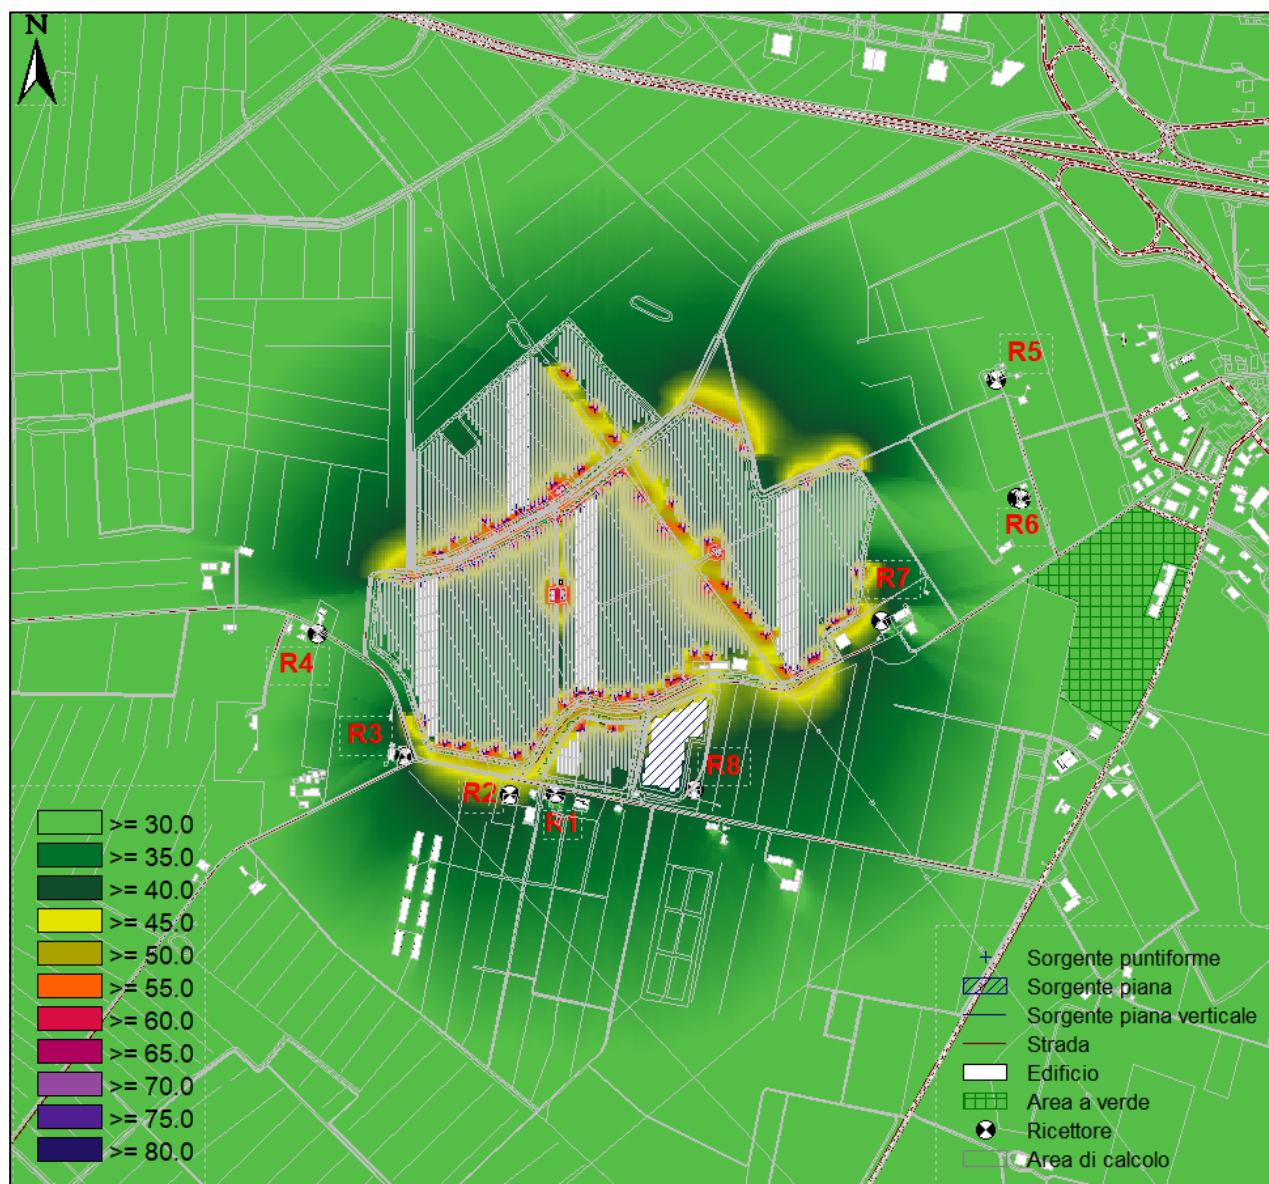 N
R5
R6
R7
R4
R3
R8
R2
R1
>= 30.0
>= 35.0
>= 40.0
>= 45.0
>= 50.0
>= 55.0
>= 60.0
>= 65.0
>= 70.0
>= 75.0
>= 80.0
Sorgente puntiforme
Sorgente piana
Sorgente piana verticale
Strada
Edificio
Area a verde
Ricettore
Area di calcolo